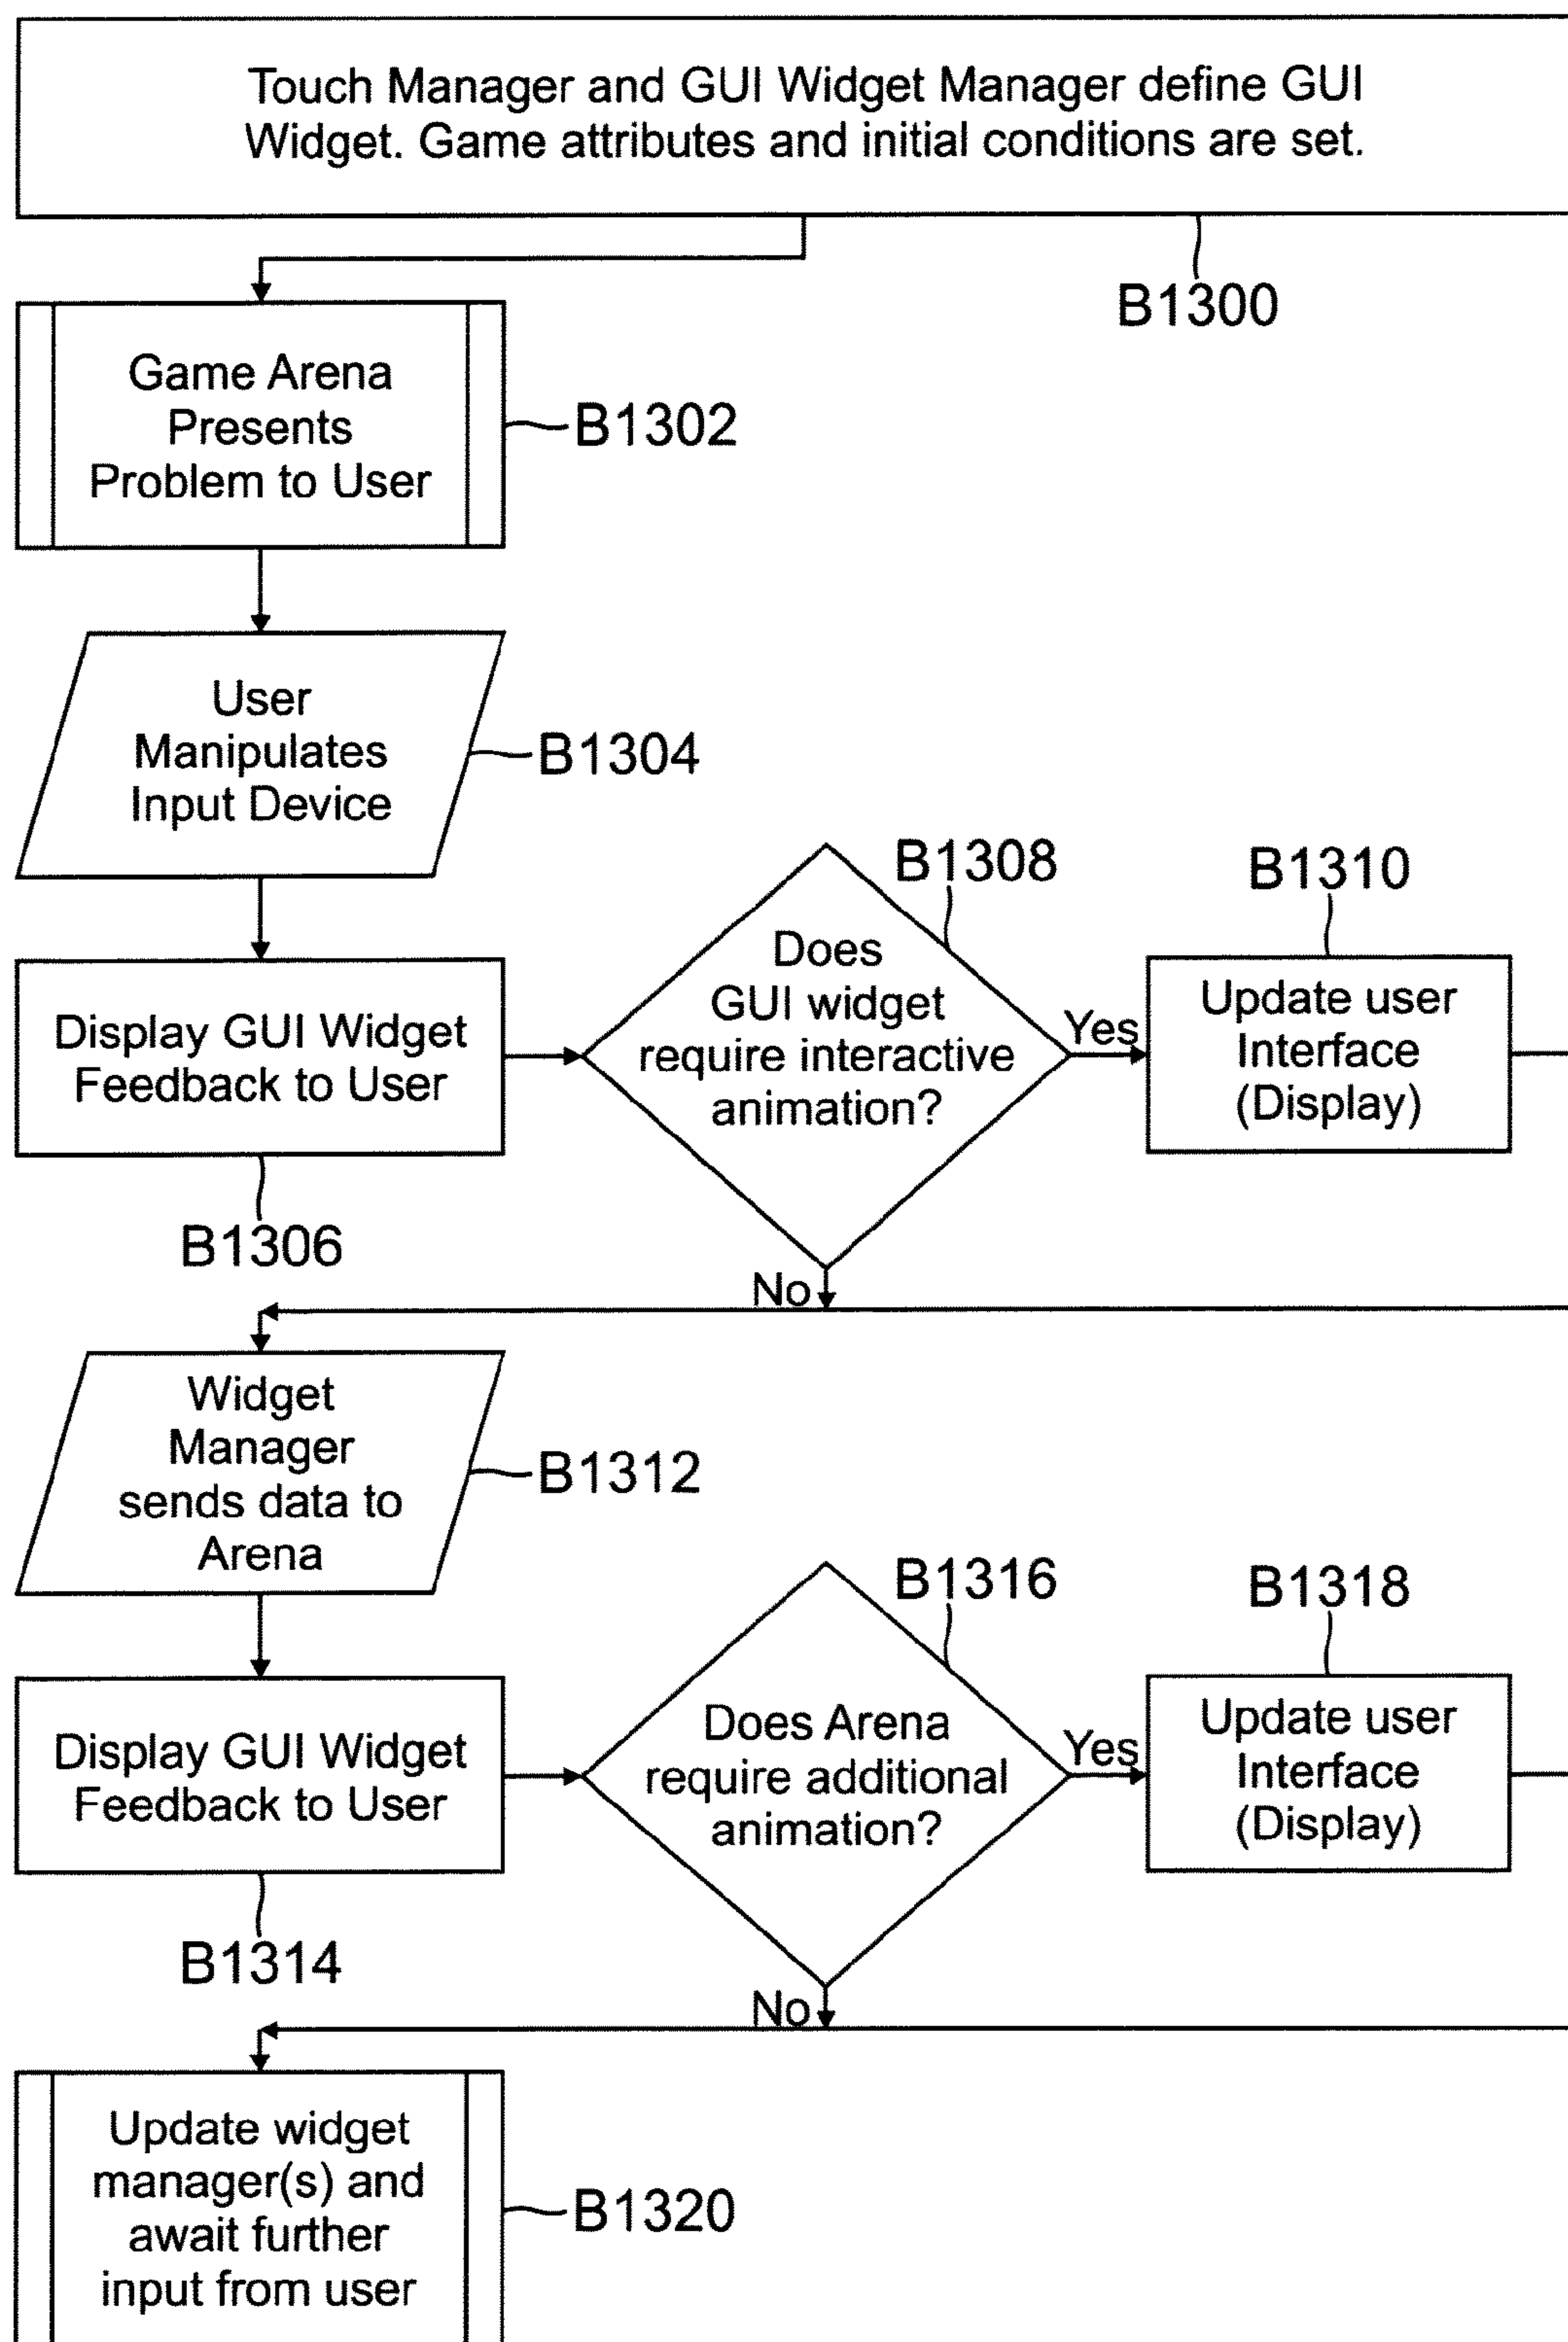 Touch Manager and GUI Widget Manager define GUI
Widget. Game attributes and initial conditions are set.
B1300
Game Arena
Presents
Problem to User
B1302
User
Manipulates
Input Device
B1304
Display GUI Widget
Feedback to User
B1306
Does
GUI widget
require interactive
animation?
B1308
Yes
No
Update user
Interface
(Display)
B1310
Widget
Manager
sends data to
Arena
B1312
Display GUI Widget
Feedback to User
B1314
Does Arena
require additional
animation?
B1316
Yes
No
Update user
Interface
(Display)
B1318
Update widget
manager(s) and
await further
input from user
B1320